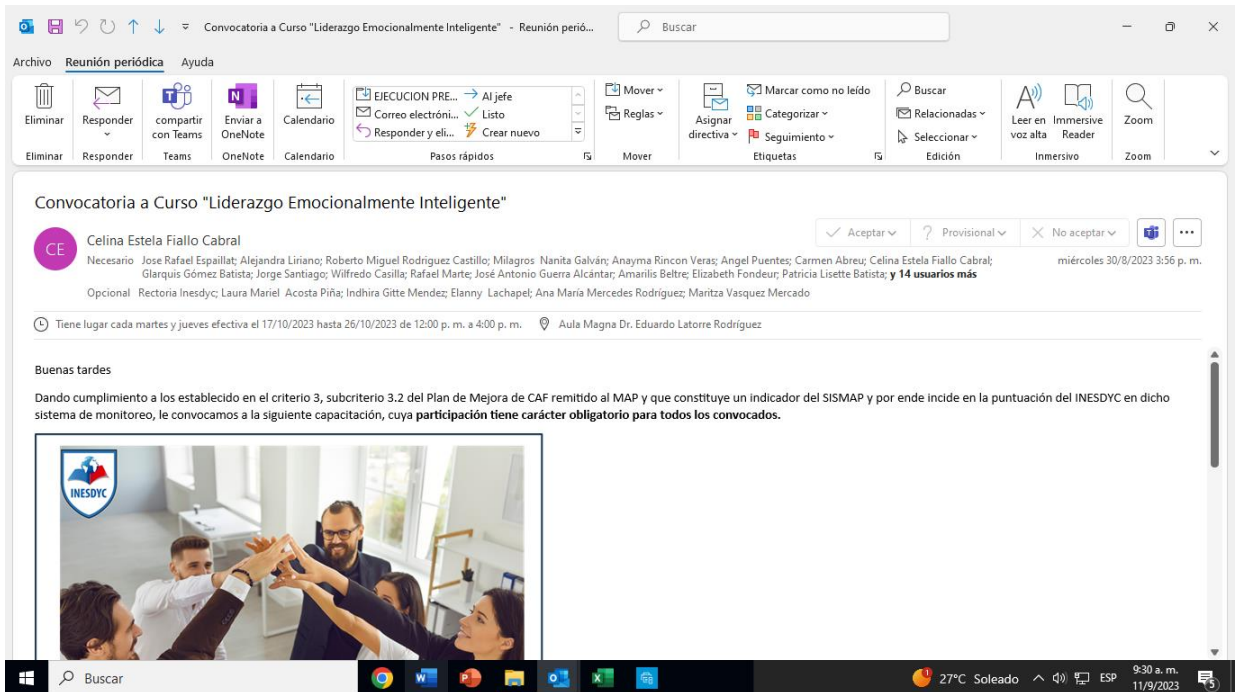 Convocatoria a Curso "Liderazgo Emocionalmente Inteligente" - Reunión perió...
Buscar
Archivo Reunión periódica Ayuda
Eliminar
Responder
compartir con Teams
Enviar a OneNote
Calendario
EJECUCION PRE... Al jefe
Correo electróni... Listo
Responder y eli... Crear nuevo
Mover
Reglas
Asignar directiva
Marcar como no leído
Categorizar
Seguimiento
Buscar
Relacionadas
Seleccionar
Leer en voz alta
Immersive Reader
Zoom
Eliminar Responder Teams OneNote Calendario Pasos rápidos Mover Etiquetas Edición Inmersivo Zoom
Convocatoria a Curso "Liderazgo Emocionalmente Inteligente"
CE
Celina Estela Fiallo Cabral
Aceptar Provisional No aceptar
Necesario Jose Rafael Espaillat; Alejandra Liriano; Roberto Miguel Rodriguez Castillo; Milagros Nanita Galván; Anayma Rincon Veras; Angel Puentes; Carmen Abreu; Celina Estela Fiallo Cabral;
miércoles 30/8/2023 3:56 p. m.
Glarquis Gómez Batista; Jorge Santiago; Wilfredo Casilla; Rafael Marte; José Antonio Guerra Alcántar; Amarilis Beltre; Elizabeth Fondeur; Patricia Lisette Batista; y 14 usuarios más
Opcional Rectoria Inesdyc; Laura Mariel Acosta Piña; Indhira Gitte Mendez; Elanny Lachapel; Ana María Mercedes Rodríguez; Maritza Vasquez Mercado
Tiene lugar cada martes y jueves efectiva el 17/10/2023 hasta 26/10/2023 de 12:00 p. m. a 4:00 p. m. Aula Magna Dr. Eduardo Latorre Rodríguez
Buenas tardes
Dando cumplimiento a los establecido en el criterio 3, subcriterio 3.2 del Plan de Mejora de CAF remitido al MAP y que constituye un indicador del SISMAP y por ende incide en la puntuación del INESDYC en dicho
sistema de monitoreo, le convocamos a la siguiente capacitación, cuya participación tiene carácter obligatorio para todos los convocados.
INESDYC
Buscar
1
27°C Soleado
ESP
9:30 a. m.
11/9/2023
5